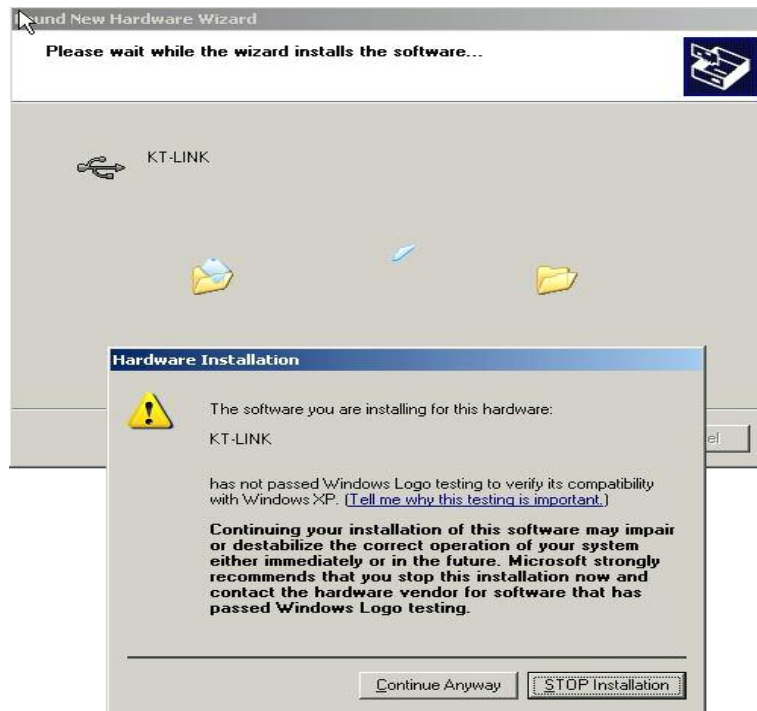 ound New Hardware Wizard
Please wait while the wizard installs the software...
KT-LINK
Hardware Installation
The software you are installing for this hardware:
KT-LINK
has not passed Windows Logo testing to verify its compatibility
with Windows XP. (Tell me why this testing is important.)
Continuing your installation of this software may impair
or destabilize the correct operation of your system
either immediately or in the future. Microsoft strongly
recommends that you stop this installation now and
contact the hardware vendor for software that has
passed Windows Logo testing.
Continue Anyway
STOP Installation
el